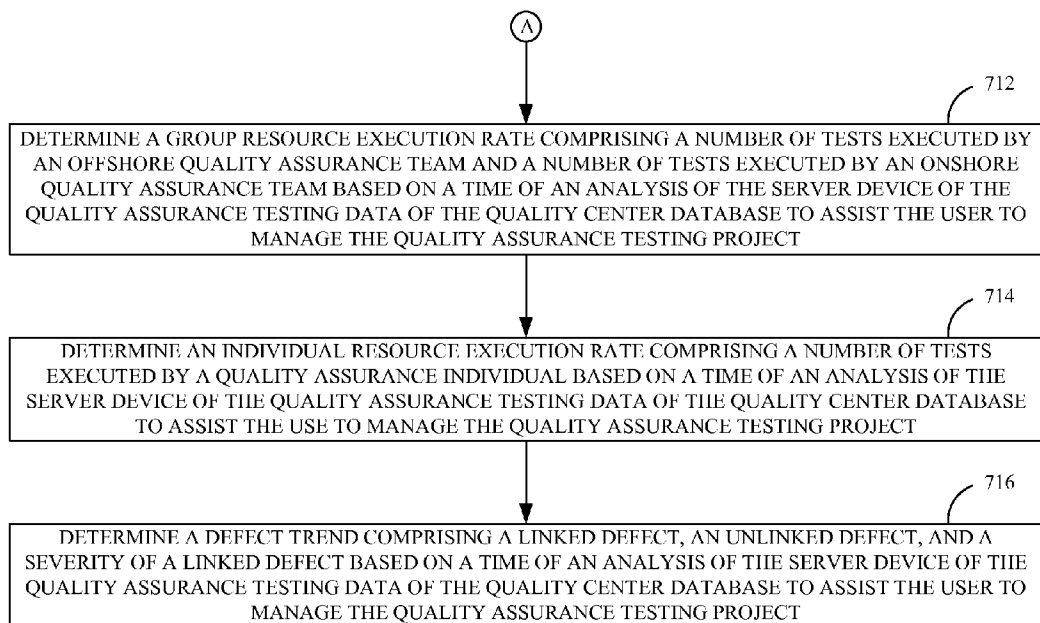 A
712
DETERMINE A GROUP RESOURCE EXECUTION RATE COMPRISING A NUMBER OF TESTS EXECUTED BY
AN OFFSHORE QUALITY ASSURANCE TEAM AND A NUMBER OF TESTS EXECUTED BY AN ONSHORE
QUALITY ASSURANCE TEAM BASED ON A TIME OF AN ANALYSIS OF THE SERVER DEVICE OF THE
QUALITY ASSURANCE TESTING DATA OF THE QUALITY CENTER DATABASE TO ASSIST THE USER TO
MANAGE THE QUALITY ASSURANCE TESTING PROJECT
714
DETERMINE AN INDIVIDUAL RESOURCE EXECUTION RATE COMPRISING A NUMBER OF TESTS
EXECUTED BY A QUALITY ASSURANCE INDIVIDUAL BASED ON A TIME OF AN ANALYSIS OF THE
SERVER DEVICE OF THE QUALITY ASSURANCE TESTING DATA OF THE QUALITY CENTER DATABASE
TO ASSIST THE USE TO MANAGE THE QUALITY ASSURANCE TESTING PROJECT
716
DETERMINE A DEFECT TREND COMPRISING A LINKED DEFECT, AN UNLINKED DEFECT, AND A
SEVERITY OF A LINKED DEFECT BASED ON A TIME OF AN ANALYSIS OF THE SERVER DEVICE OF THE
QUALITY ASSURANCE TESTING DATA OF THE QUALITY CENTER DATABASE TO ASSIST THE USER TO
MANAGE THE QUALITY ASSURANCE TESTING PROJECT